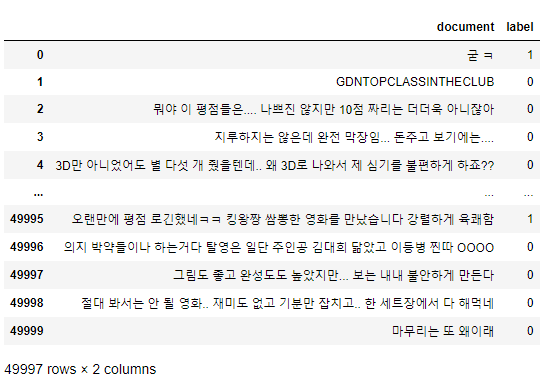 document label
0 굳 ㅋ 1
1 GDNTOPCLASSINTHECLUB 0
2 뭐야 이 평점들은.... 나쁘진 않지만 10점 짜리는 더더욱 아니잖아 0
3 지루하지는 않은데 완전 막장임... 돈주고 보기에는.... 0
4 3D만 아니었어도 별 다섯 개 줬을텐데.. 왜 3D로 나와서 제 심기를 불편하게 하죠?? 0
... ... ...
49995 오랜만에 평점 로긴했네ㅋㅋ 킹왕짱 쌈뽕한 영화를 만났습니다 강렬하게 육쾌함 1
49996 의지 박약들이나 하는거다 탈영은 일단 주인공 김대희 닮았고 이등병 찐따 OOOO 0
49997 그림도 좋고 완성도도 높았지만... 보는 내내 불안하게 만든다 0
49998 절대 봐서는 안 될 영화.. 재미도 없고 기분만 잡치고.. 한 세트장에서 다 해먹네 0
49999 마무리는 또 왜이래 0
49997 rows × 2 columns